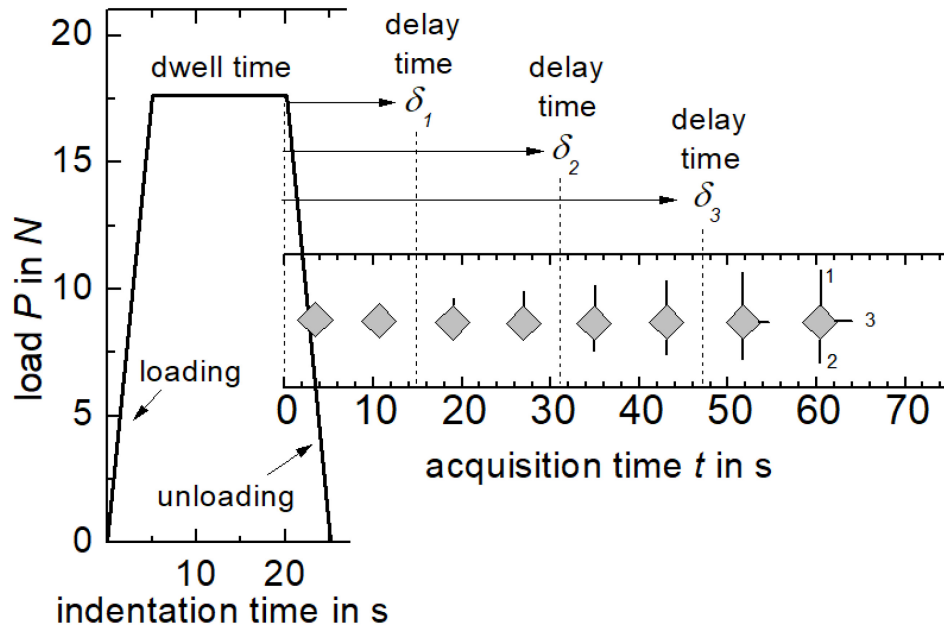 20
15
10
5
0
load P in N
dwell time
loading
unloading
10 20
indentation time in s
delay
time
δ1
delay
time
δ2
delay
time
δ3
1
3
2
0 10 20 30 40 50 60 70
acquisition time t in s